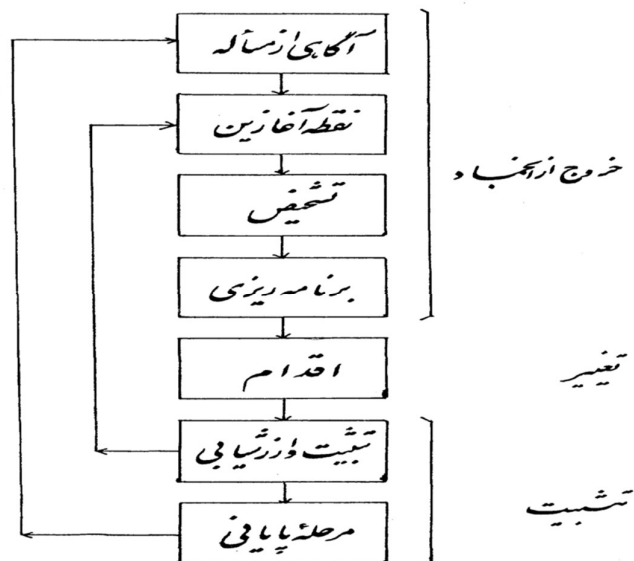 آگاهی از مسأله
نقطه آغازین
تشخیص
برنامه ریزی
اقدام
تثبیت و ارزشیابی
مرحلهٔ پایانی
خروج از انجماد
تغییر
تثبیت